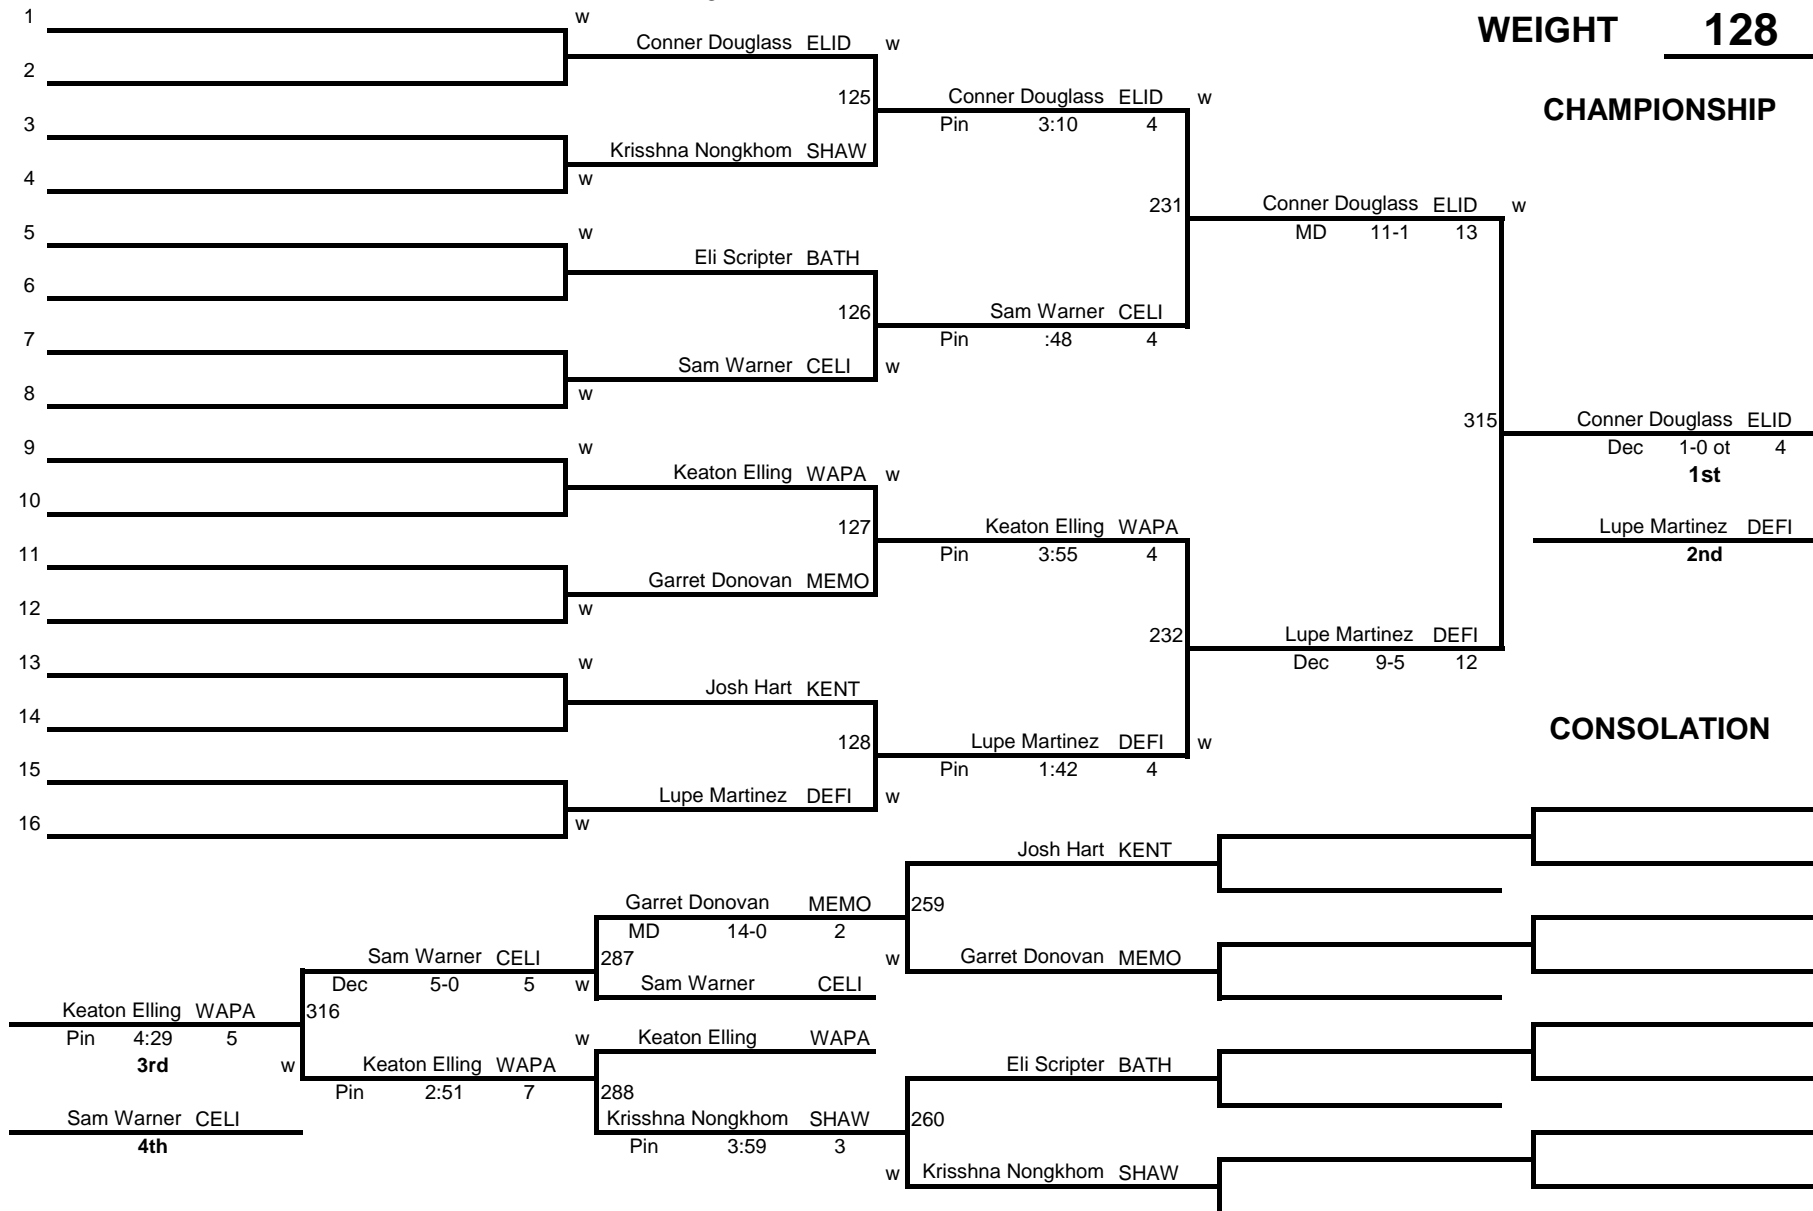 1 w
WEIGHT 128
Conner Douglass ELID w
2
125 Conner Douglass ELID w
Pin 3:10 4
CHAMPIONSHIP
3
Krisshna Nongkhom SHAW
4 w
231 Conner Douglass ELID w
MD 11-1 13
5 w
Eli Scripter BATH
6
126 Sam Warner CELI
Pin :48 4
7
Sam Warner CELI w
8 w
315 Conner Douglass ELID
Dec 1-0 ot 4
1st
9 w
Keaton Elling WAPA w
10
127 Keaton Elling WAPA
Pin 3:55 4
Lupe Martinez DEFI
2nd
11
Garret Donovan MEMO
12 w
232 Lupe Martinez DEFI
Dec 9-5 12
13 w
Josh Hart KENT
14
128 Lupe Martinez DEFI w
Pin 1:42 4
CONSOLATION
15
Lupe Martinez DEFI w
16 w
Josh Hart KENT
Garret Donovan MEMO 259
MD 14-0 2
Sam Warner CELI 287 w Garret Donovan MEMO
Dec 5-0 5 w Sam Warner CELI
Keaton Elling WAPA 316
Pin 4:29 5
w Keaton Elling WAPA
3rd w Keaton Elling WAPA
Pin 2:51 7
Eli Scripter BATH
288
Sam Warner CELI
4th
Krisshna Nongkhom SHAW 260
Pin 3:59 3
w Krisshna Nongkhom SHAW